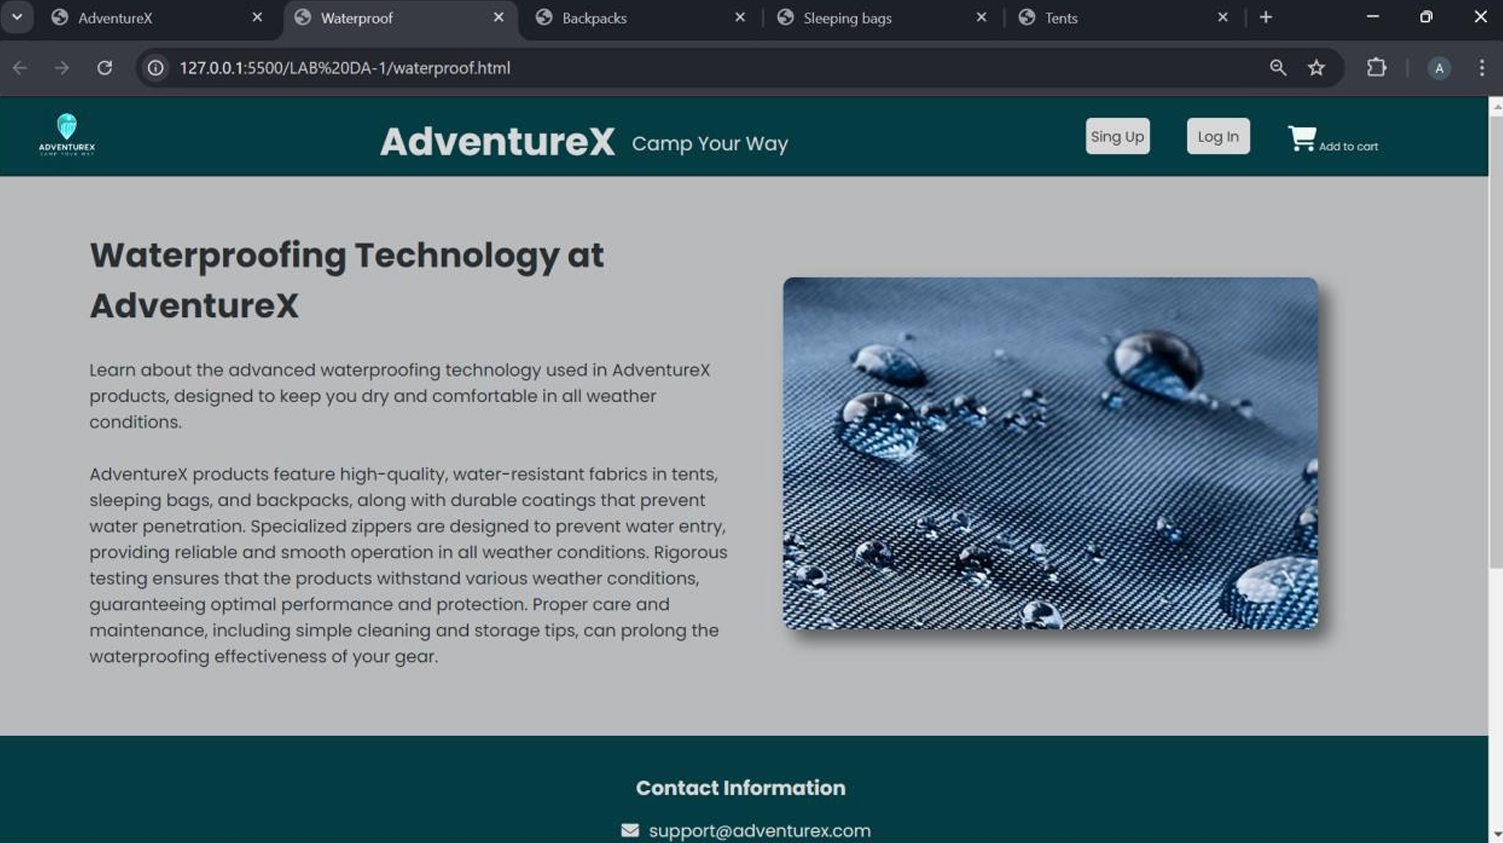 AdventureX
Waterproof
Backpacks
Sleeping bags
Tents
127.0.0.1:5500/LAB%20DA-1/waterproof.html
A
ADVENTUREX
CAMP YOUR WAY
AdventureX Camp Your Way
Sing Up
Log In
Add to cart
Waterproofing Technology at
AdventureX
Learn about the advanced waterproofing technology used in AdventureX
products, designed to keep you dry and comfortable in all weather
conditions.
AdventureX products feature high-quality, water-resistant fabrics in tents,
sleeping bags, and backpacks, along with durable coatings that prevent
water penetration. Specialized zippers are designed to prevent water entry,
providing reliable and smooth operation in all weather conditions. Rigorous
testing ensures that the products withstand various weather conditions,
guaranteeing optimal performance and protection. Proper care and
maintenance, including simple cleaning and storage tips, can prolong the
waterproofing effectiveness of your gear.
Contact Information
support@adventurex.com